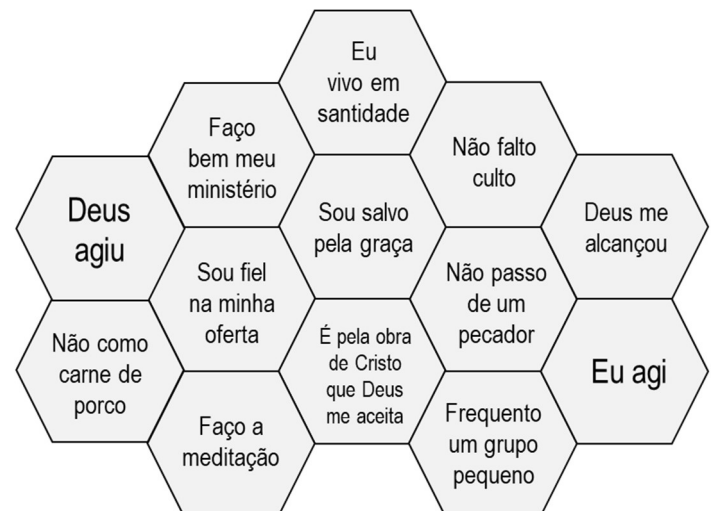 Eu
vivo em
santidade
Faço
bem meu
ministério
Não falto
culto
Deus
agiu
Sou salvo
pela graça
Deus me
alcançou
Sou fiel
na minha
oferta
Não passo
de um
pecador
Não como
carne de
porco
É pela obra
de Cristo
que Deus
me aceita
Eu agi
Faço a
meditação
Frequento
um grupo
pequeno